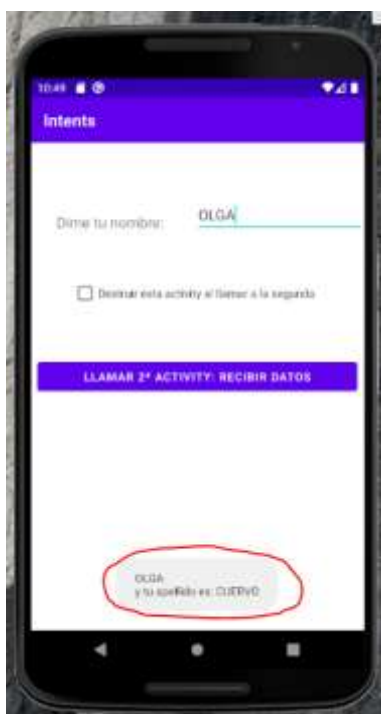 10:49
Intents
Dime tu nombre: OLGA
Destruir esta activity al llamar a la segunda
LLAMAR 2ª ACTIVITY: RECIBIR DATOS
OLGA
y tu apellido es: CUERVO